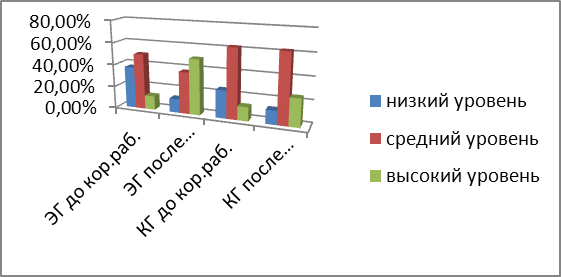 80,00%
60,00%
40,00%
20,00%
0,00%
ЭГ до кор.раб.
ЭГ после...
КГ до кор.раб.
КГ после...
низкий уровень
средний уровень
высокий уровень